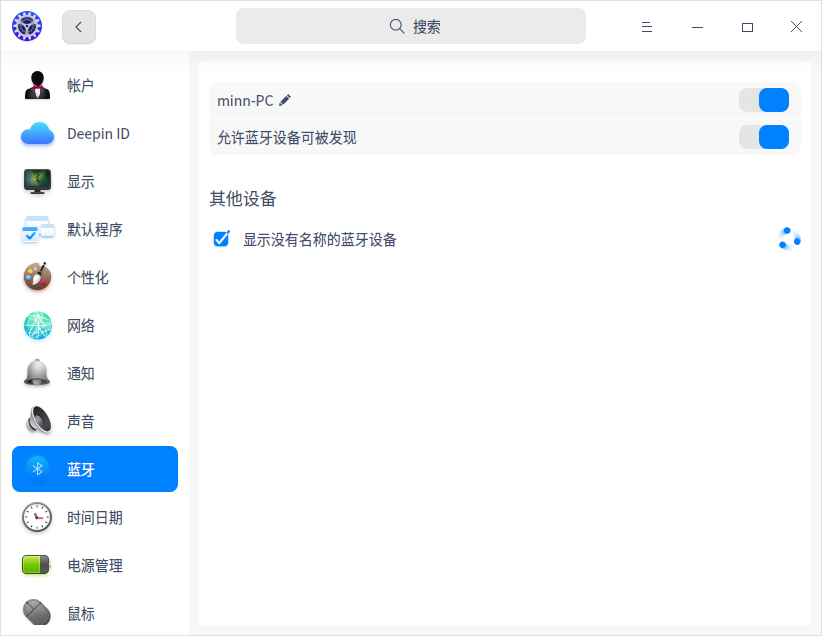 搜索
帐户
Deepin ID
显示
默认程序
个性化
网络
通知
声音
蓝牙
时间日期
电源管理
鼠标
minn-PC
允许蓝牙设备可被发现
其他设备
显示没有名称的蓝牙设备